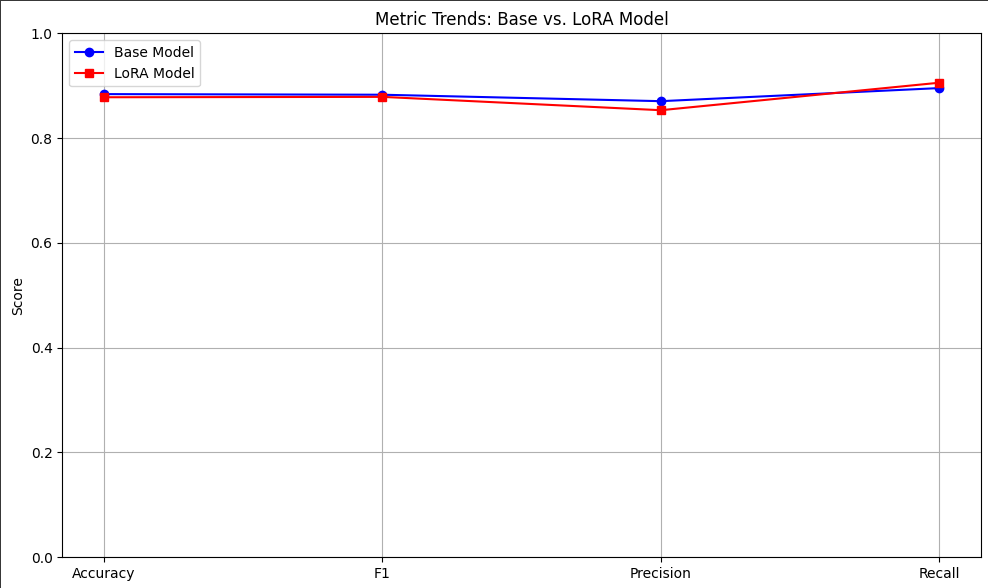 Metric Trends: Base vs. LoRA Model
1.0
Base Model
LoRA Model
0.8
0.6
Score
0.4
0.2
0.0
Accuracy F1 Precision Recall